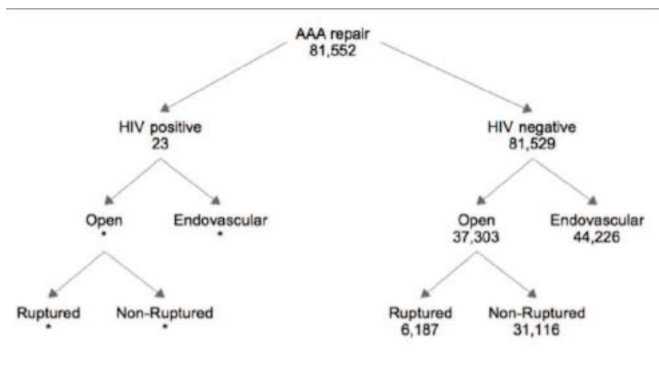 AAA repair
81,552
HIV positive
23
HIV negative
81,529
Open
*
Endovascular
*
Open
37,303
Endovascular
44,226
Ruptured
*
Non-Ruptured
*
Ruptured
6,187
Non-Ruptured
31,116